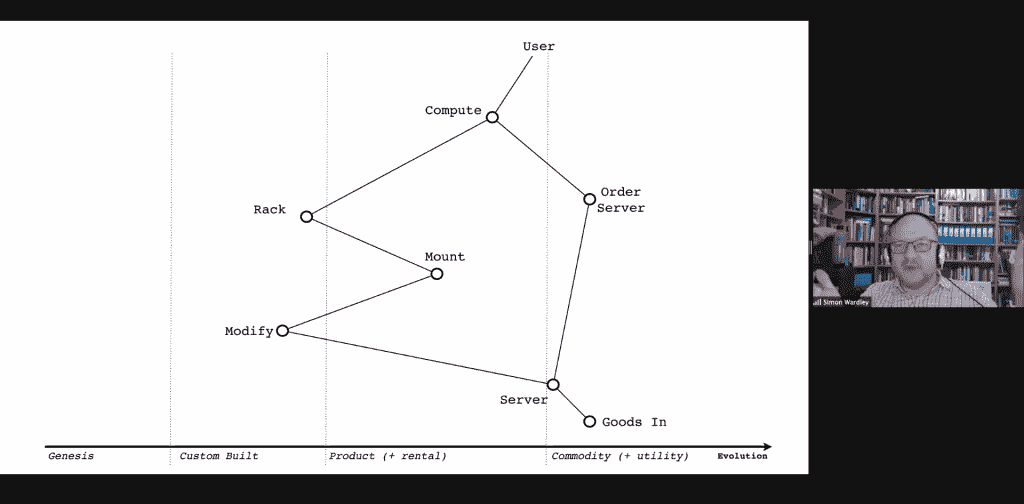 User
Compute
Order
Server
Rack
Mount
Modify
Server
Goods In
Genesis
Custom Built
Product (+ rental)
Commodity (+ utility)
Evolution
Simon Wardley